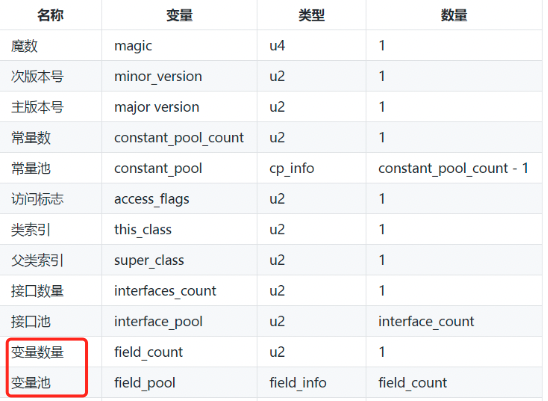 名称 变量 类型 数量
魔数 magic u4 1
次版本号 minor_version u2 1
主版本号 major version u2 1
常量数 constant_pool_count u2 1
常量池 constant_pool cp_info constant_pool_count - 1
访问标志 access_flags u2 1
类索引 this_class u2 1
父类索引 super_class u2 1
接口数量 interfaces_count u2 1
接口池 interface_pool u2 interface_count
变量数量 field_count u2 1
变量池 field_pool field_info field_count